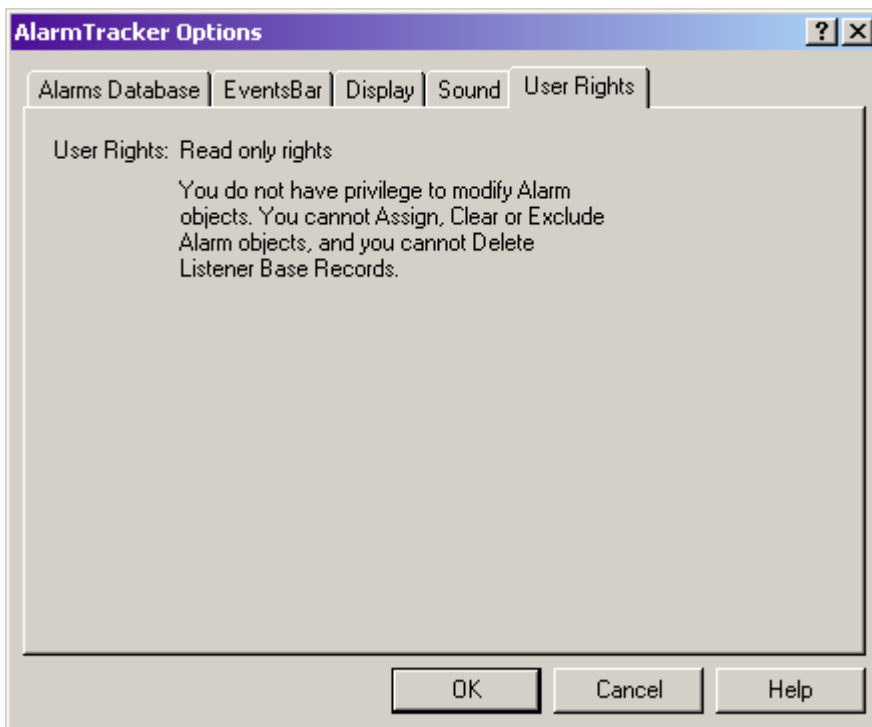 AlarmTracker Options
Alarms Database EventsBar Display Sound User Rights
User Rights: Read only rights
You do not have privilege to modify Alarm
objects. You cannot Assign, Clear or Exclude
Alarm objects, and you cannot Delete
Listener Base Records.
OK Cancel Help